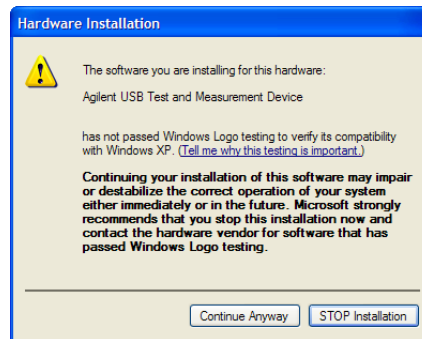 Hardware Installation
The software you are installing for this hardware:
Agilent USB Test and Measurement Device
has not passed Windows Logo testing to verify its compatibility
with Windows XP. (Tell me why this testing is important.)
Continuing your installation of this software may impair
or destabilize the correct operation of your system
either immediately or in the future. Microsoft strongly
recommends that you stop this installation now and
contact the hardware vendor for software that has
passed Windows Logo testing.
Continue Anyway
STOP Installation